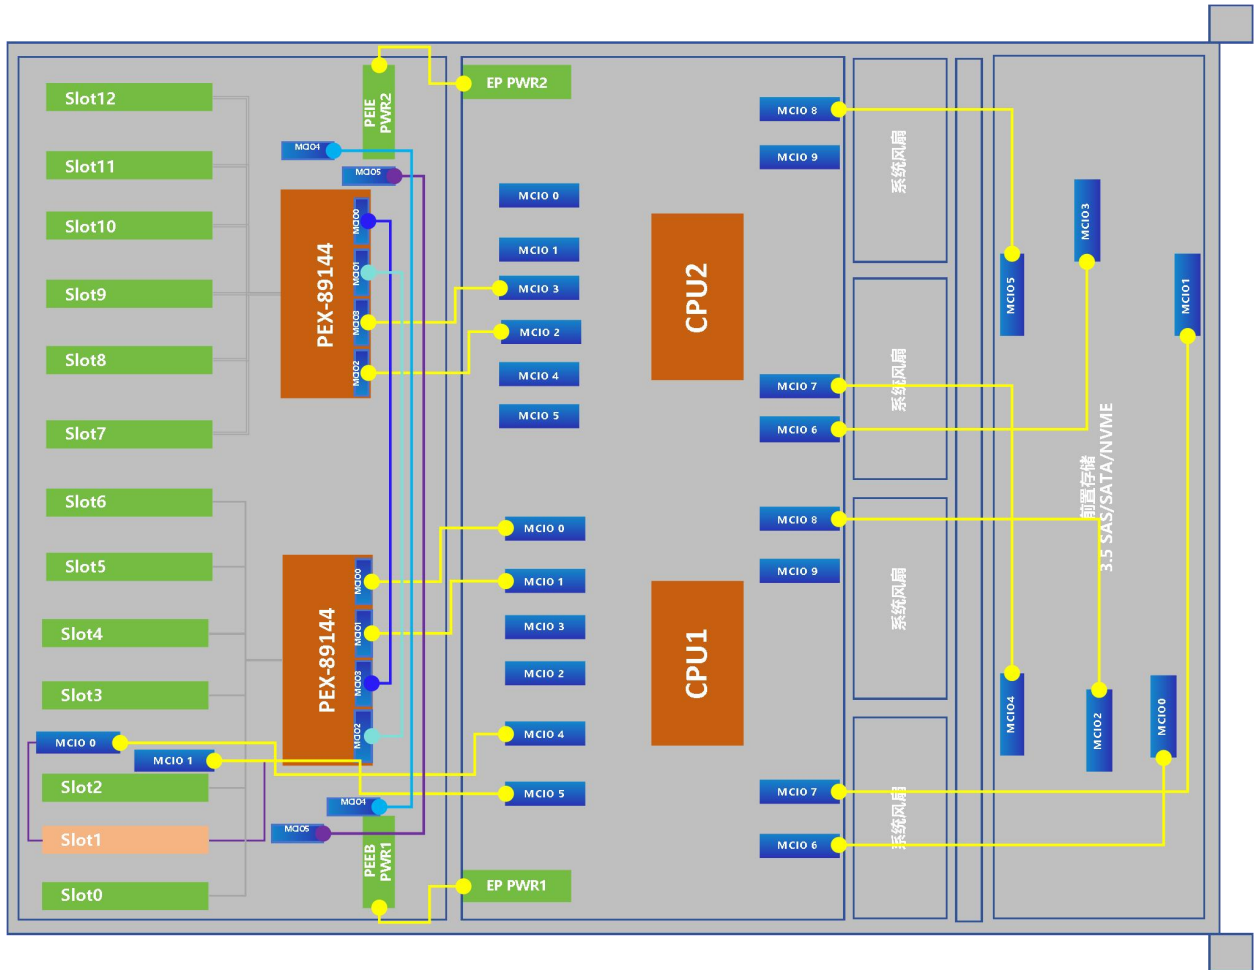 Slot12
Slot11
Slot10
Slot9
Slot8
Slot7
Slot6
Slot5
Slot4
Slot3
MCIO 0
MCIO 1
Slot2
Slot1
Slot0
PEIE
PWR2
MCIO4
MCIO5
PEX-89144
MCIO0
MCIO1
MCIO3
MCIO2
PEX-89144
MCIO0
MCIO1
MCIO3
MCIO2
MCIO4
MCIO5
PEEB
PWR1
EP PWR2
MCIO 0
MCIO 1
MCIO 3
MCIO 2
MCIO 4
MCIO 5
MCIO 0
MCIO 1
MCIO 3
MCIO 2
MCIO 4
MCIO 5
EP PWR1
CPU2
CPU1
MCIO 8
MCIO 9
MCIO 7
MCIO 6
MCIO 8
MCIO 9
MCIO 7
MCIO 6
系统风扇
系统风扇
系统风扇
系统风扇
MCIO5
MCIO3
MCIO1
前置存储
3.5 SAS/SATA/NVME
MCIO4
MCIO2
MCIO0